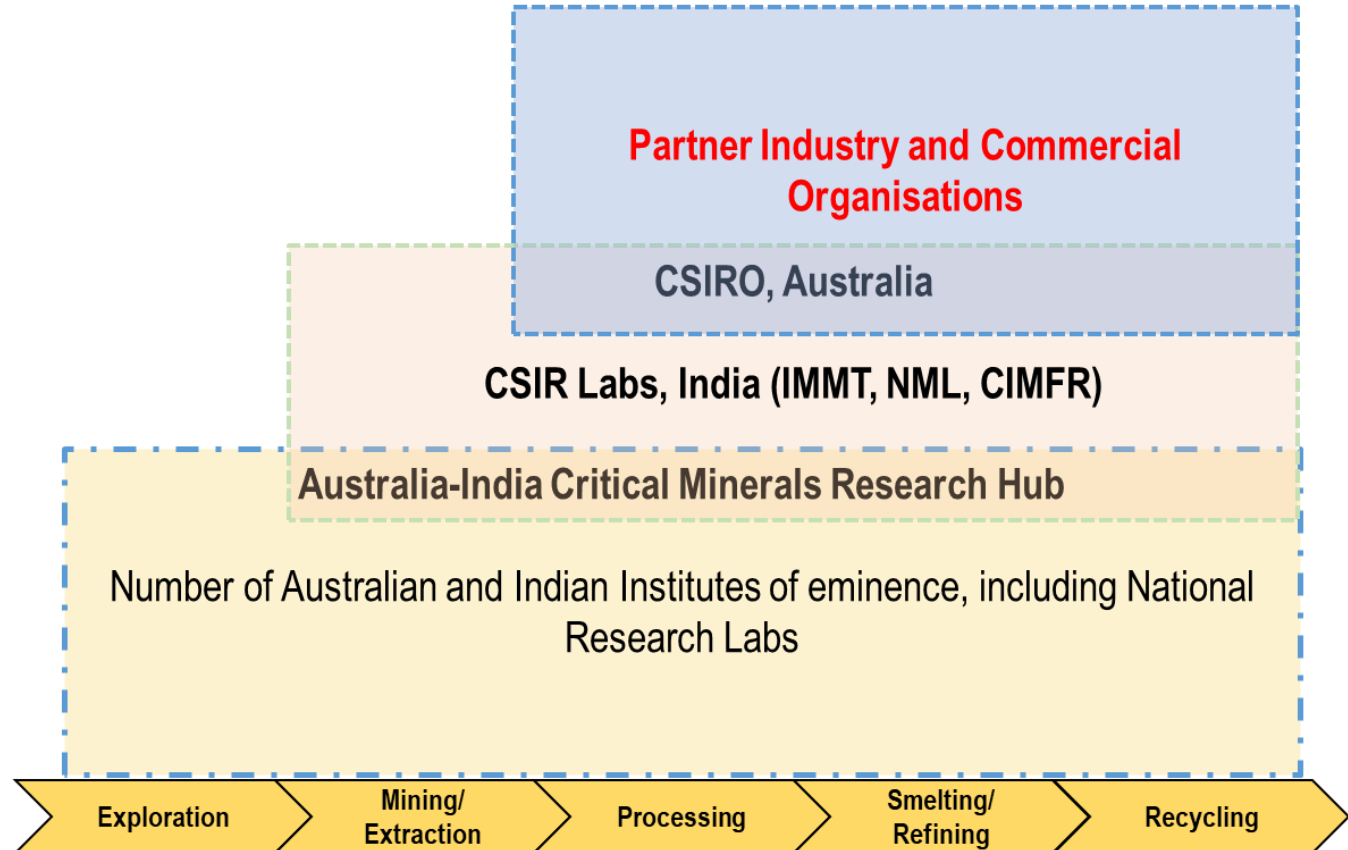 Partner Industry and Commercial
Organisations
CSIRO, Australia
CSIR Labs, India (IMMT, NML, CIMFR)
Australia-India Critical Minerals Research Hub
Number of Australian and Indian Institutes of eminence, including National
Research Labs
Exploration
Mining/
Extraction
Processing
Smelting/
Refining
Recycling